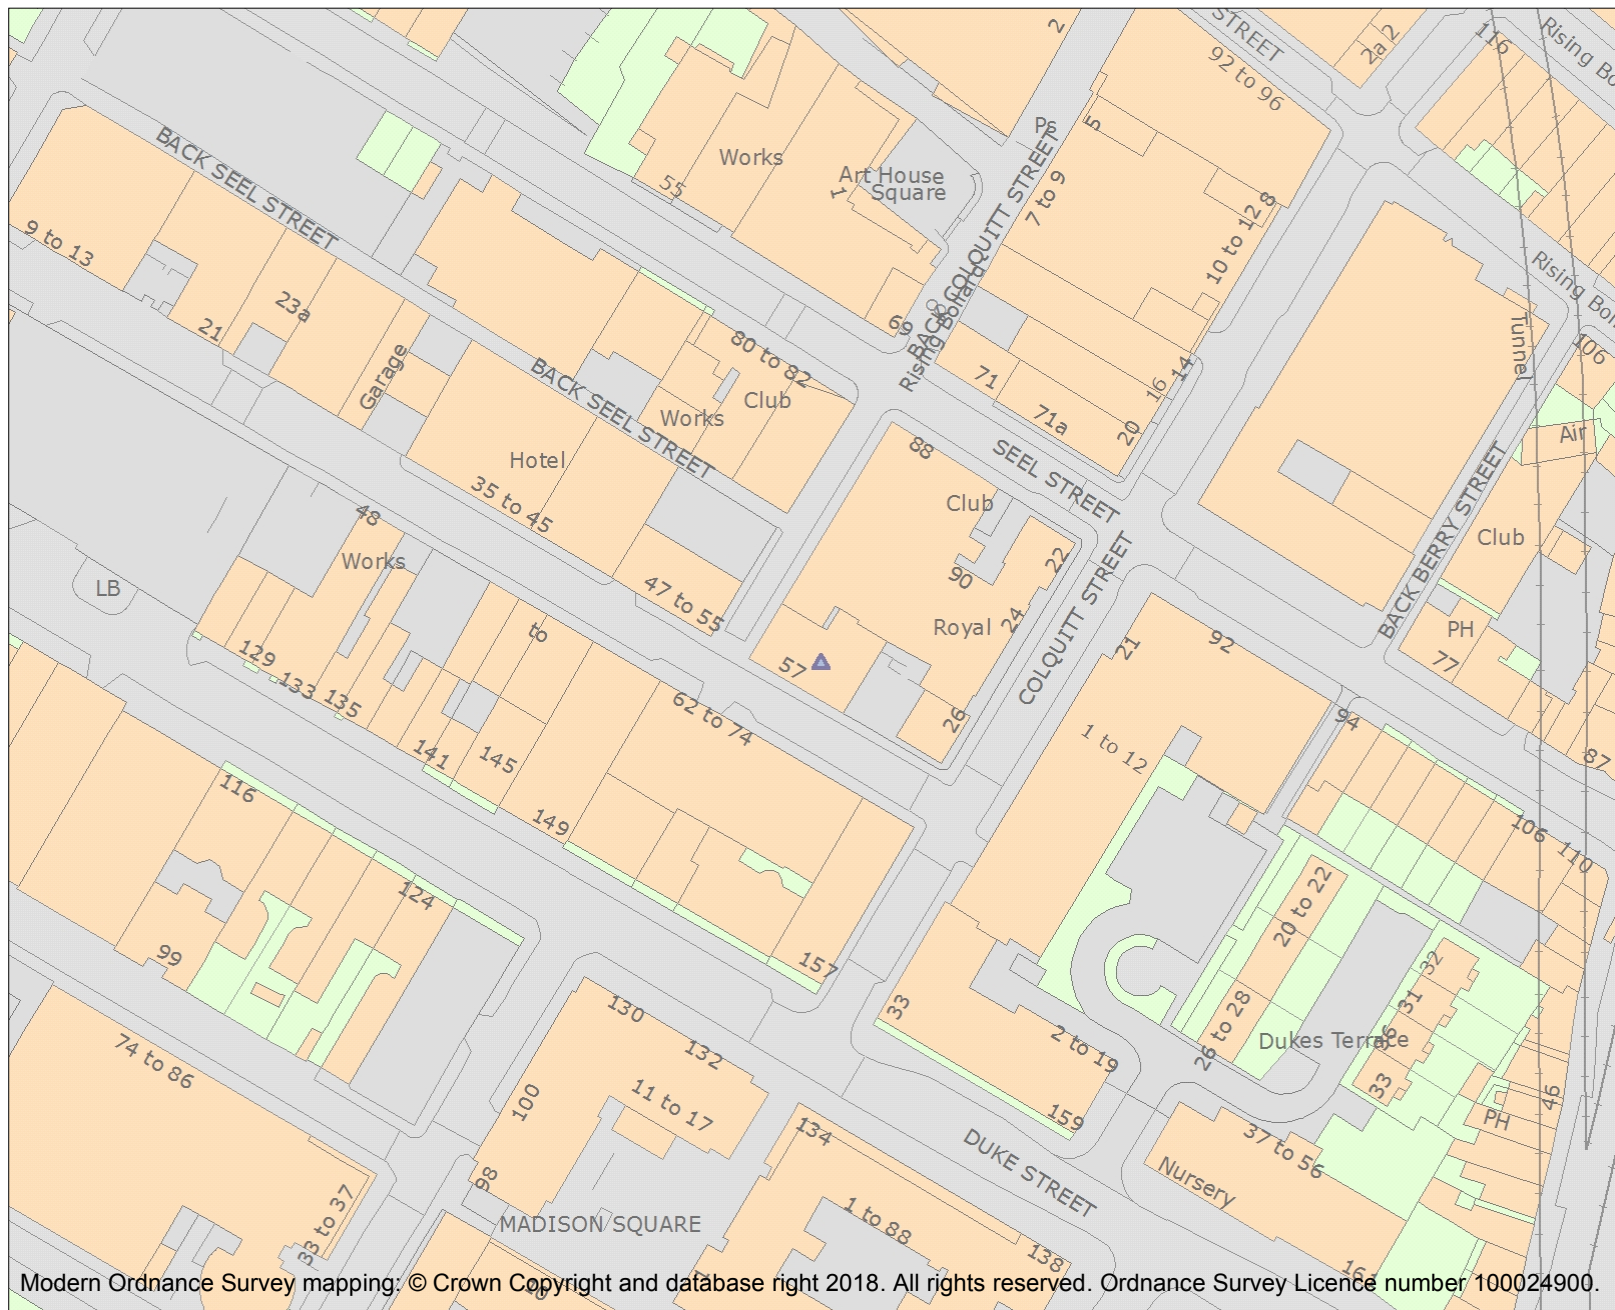 2
STREET
92 to 96
2a 2
116
Rising Bo
BACK SEEL STREET
9 to 13
21
23a
Garage
55
Works
1
Art House
Square
Ps
5
BACK COLQUITT STREET
7 to 9
8
10 to 12
Rising Bollard
Rising Boll
Tunnel
106
69
80 to 82
Club
Works
BACK SEEL STREET
Hotel
35 to 45
71
71a
14
16
20
SEEL STREET
88
Club
90
22
24
Royal
26
57
47 to 55
COLQUITT STREET
Air
Club
BACK BERRY STREET
PH
77
87
48
Works
LB
129
133
135
to
141
145
149
62 to 74
157
21
92
94
1 to 12
106
110
116
124
99
74 to 86
33 to 37
130
132
11 to 17
100
98
MADISON SQUARE
134
1 to 88
138
DUKE STREET
33
2 to 19
159
20 to 22
26 to 28
Dukes Terrace
32
31
36
33
37 to 56
Nursery
PH
46
Modern Ordnance Survey mapping: © Crown Copyright and database right 2018. All rights reserved. Ordnance Survey Licence number 100024900.